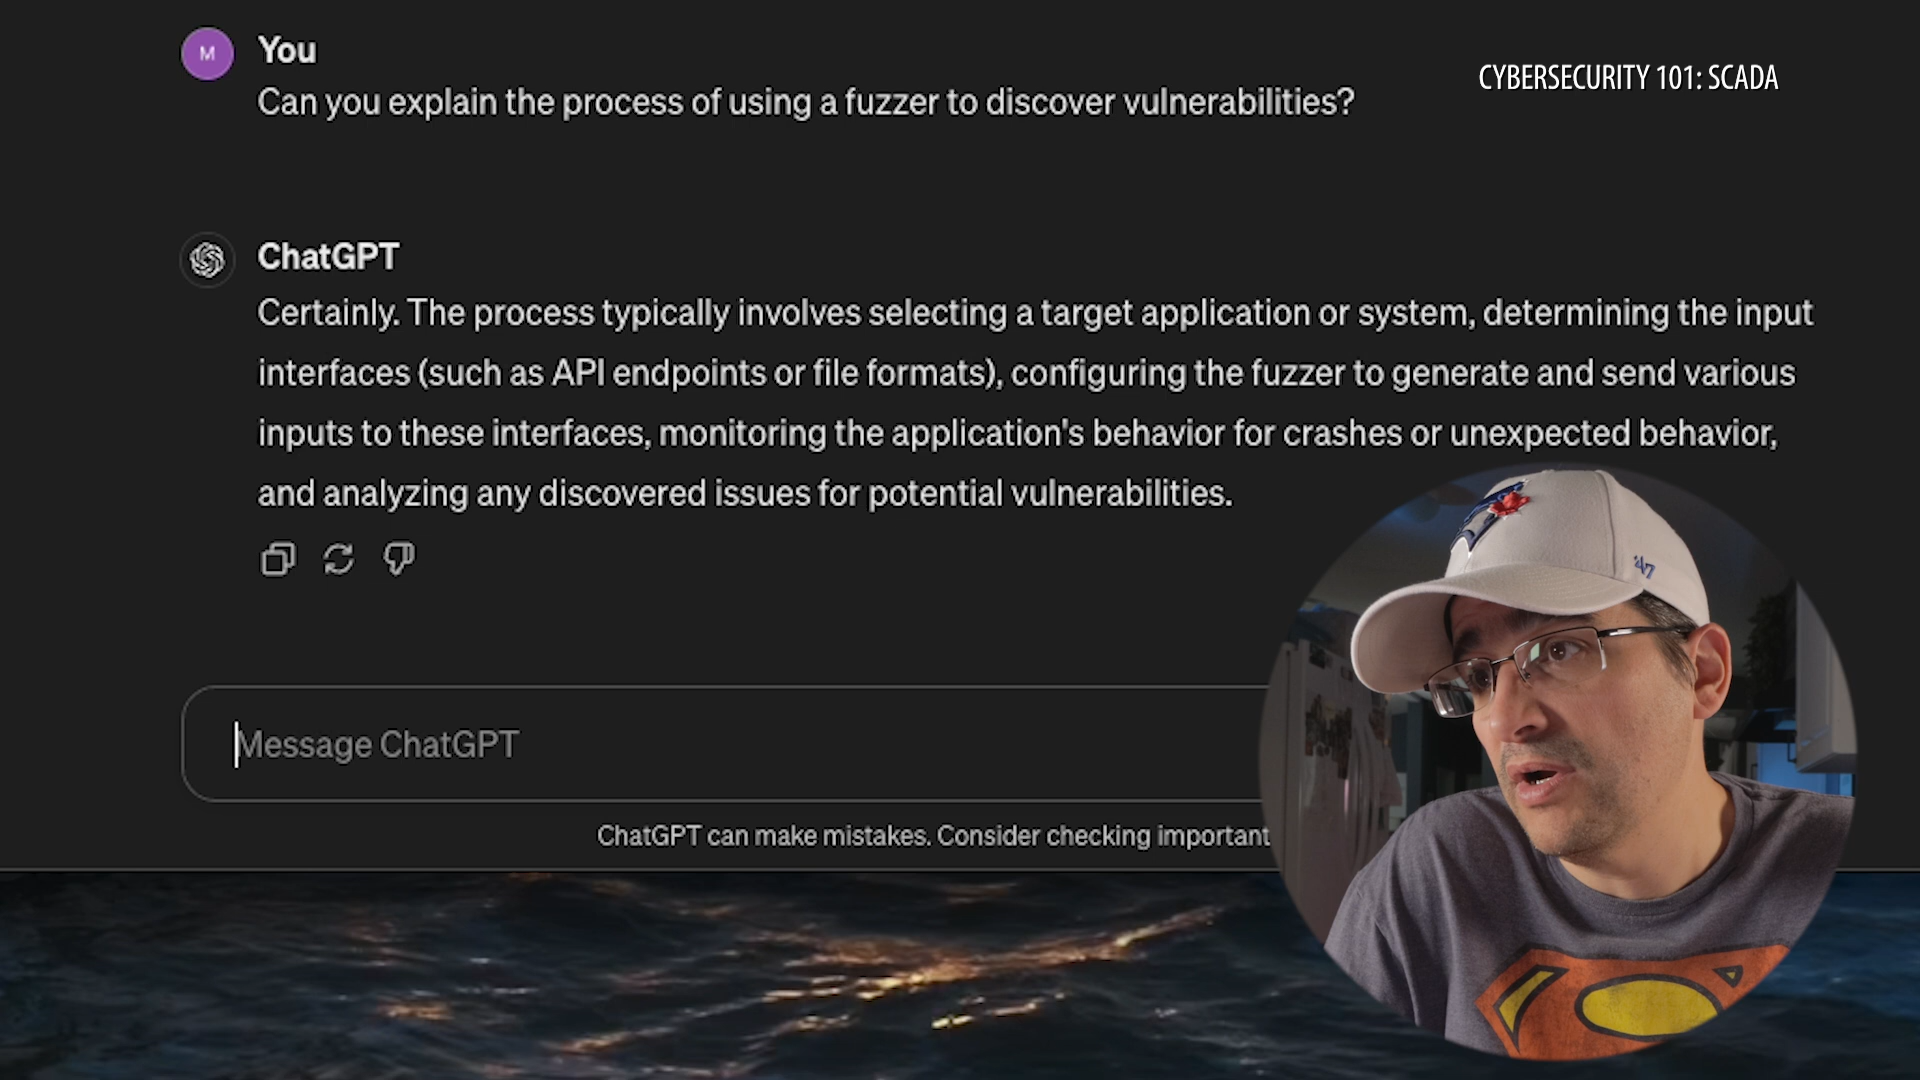 M
You
CYBERSECURITY 101: SCADA
Can you explain the process of using a fuzzer to discover vulnerabilities?
ChatGPT
Certainly. The process typically involves selecting a target application or system, determining the input
interfaces (such as API endpoints or file formats), configuring the fuzzer to generate and send various
inputs to these interfaces, monitoring the application's behavior for crashes or unexpected behavior,
and analyzing any discovered issues for potential vulnerabilities.
'47
Message ChatGPT
ChatGPT can make mistakes. Consider checking important